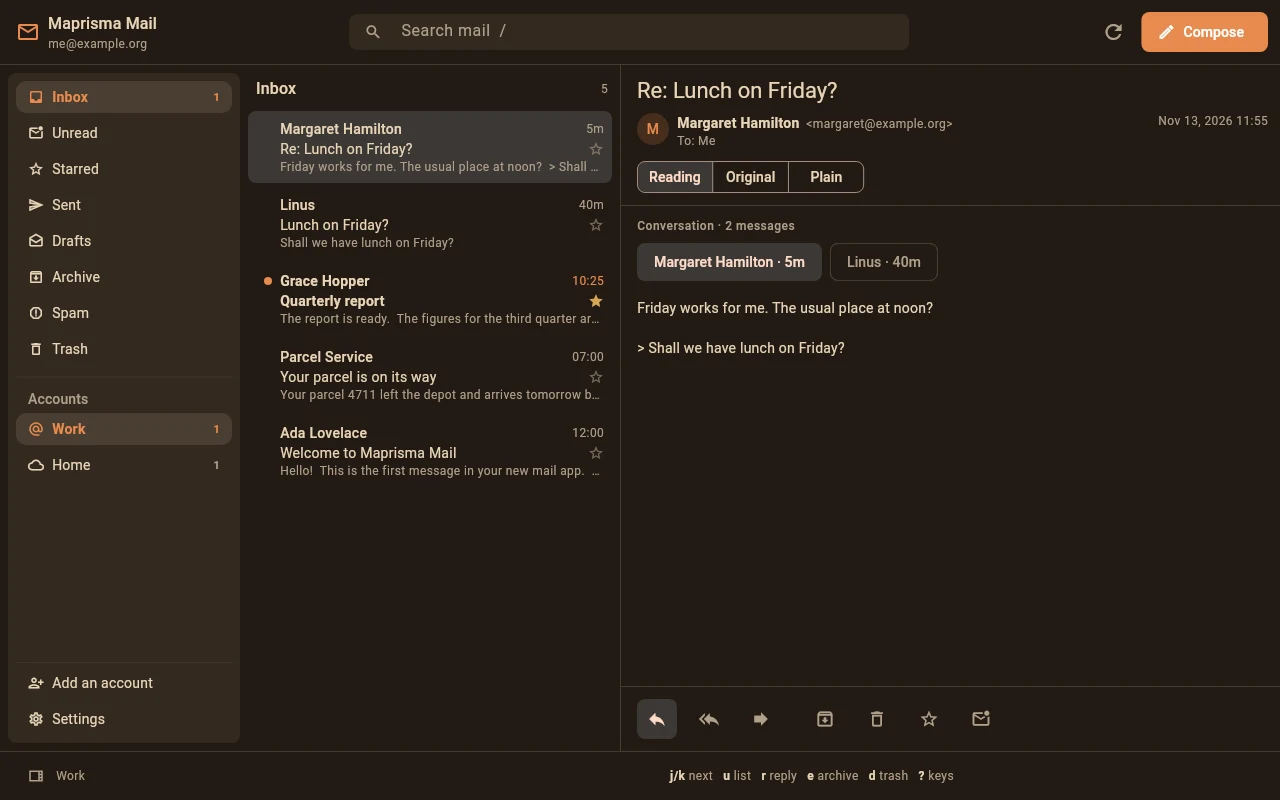 Maprisma Mail
me@example.org
Search mail /
Compose
Inbox 1
Unread
Starred
Sent
Drafts
Archive
Spam
Trash
Accounts
Work 1
Home 1
Add an account
Settings
Inbox 5
Margaret Hamilton 5m
Re: Lunch on Friday?
Friday works for me. The usual place at noon? > Shall …
Linus 40m
Lunch on Friday?
Shall we have lunch on Friday?
Grace Hopper 10:25
Quarterly report
The report is ready. The figures for the third quarter ar…
Parcel Service 07:00
Your parcel is on its way
Your parcel 4711 left the depot and arrives tomorrow b…
Ada Lovelace 12:00
Welcome to Maprisma Mail
Hello! This is the first message in your new mail app. …
Re: Lunch on Friday?
M
Margaret Hamilton <margaret@example.org> Nov 13, 2026 11:55
To: Me
Reading Original Plain
Conversation · 2 messages
Margaret Hamilton · 5m Linus · 40m
Friday works for me. The usual place at noon?
> Shall we have lunch on Friday?
Work
j/k next u list r reply e archive d trash ? keys